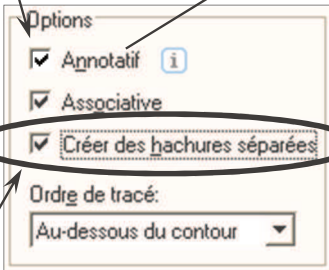 Options
Annotatif
i
Associative
Créer des hachures séparées
Ordre de tracé:
Au-dessous du contour